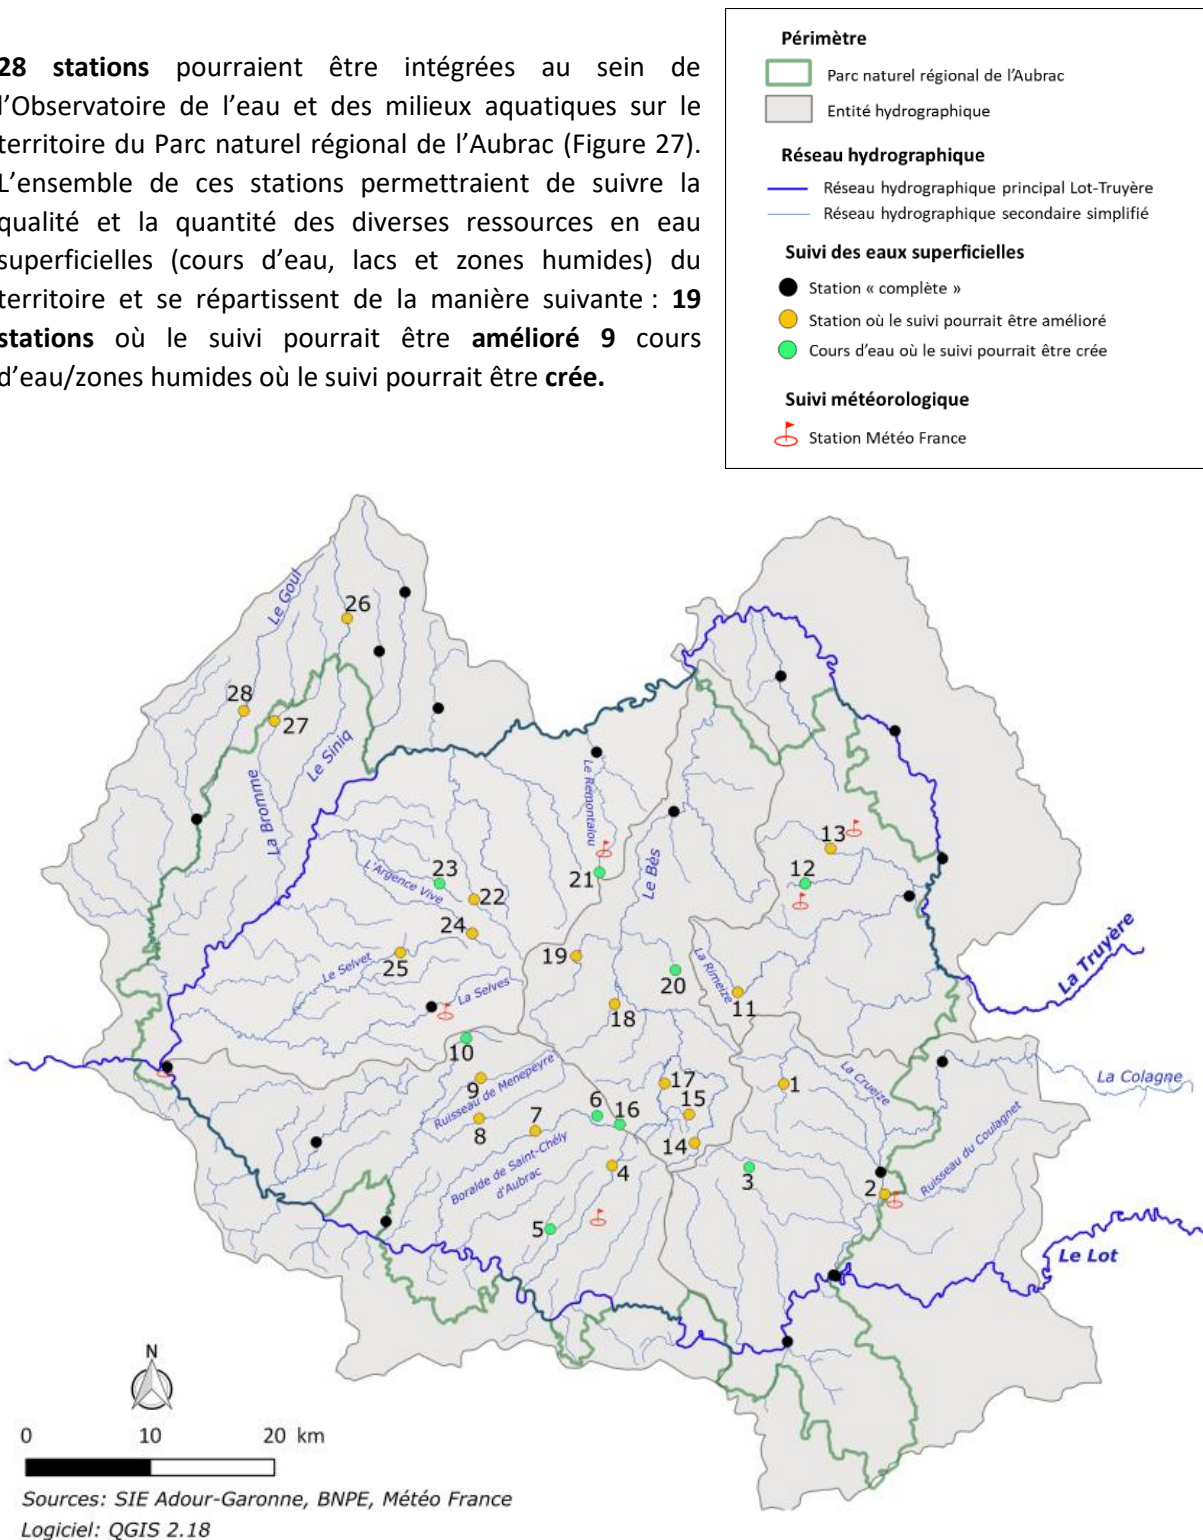 28 stations pourraient être intégrées au sein de
l'Observatoire de l'eau et des milieux aquatiques sur le
territoire du Parc naturel régional de l'Aubrac (Figure 27).
L'ensemble de ces stations permettraient de suivre la
qualité et la quantité des diverses ressources en eau
superficielles (cours d'eau, lacs et zones humides) du
territoire et se répartissent de la manière suivante : 19
stations où le suivi pourrait être amélioré 9 cours
d'eau/zones humides où le suivi pourrait être crée.
Périmètre
Parc naturel régional de l'Aubrac
Entité hydrographique
Réseau hydrographique
Réseau hydrographique principal Lot-Truyère
Réseau hydrographique secondaire simplifié
Suivi des eaux superficielles
Station « complète »
Station où le suivi pourrait être amélioré
Cours d'eau où le suivi pourrait être crée
Suivi météorologique
Station Météo France
Le Goul
26
28
27
Le Siniq
La Bromme
Le Rémontalou
13
12
23
21
Le Bès
L'Argence Vive
22
24
19
25
Le Selvet
20
La Rimeize
La Truyère
La Selves
18
11
10
La Colagne
9
Ruisseau de Menepeyre
17
1
La Crueize
8
7
6
16
15
14
Ruisseau du Coulagnet
Boralde de Saint-Chély
d'Aubrac
4
3
2
5
Le Lot
N
0 10 20 km
Sources: SIE Adour-Garonne, BNPE, Météo France
Logiciel: QGIS 2.18